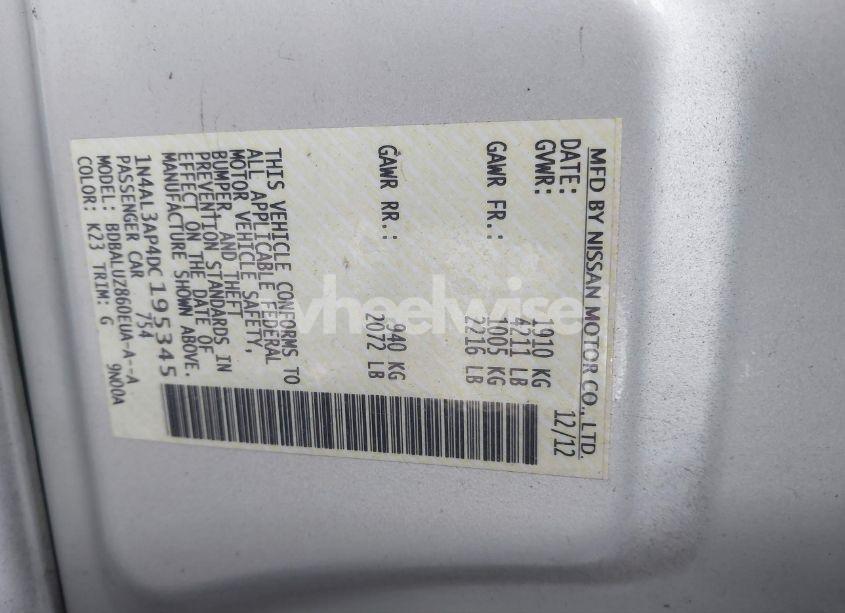 MFD BY NISSAN MOTOR CO., LTD.
DATE: 12/12
GVWR: 1910 KG
4211 LB
GAWR FR.: 1005 KG
2216 LB
GAWR RR.: 940 KG
2072 LB
THIS VEHICLE CONFORMS TO
ALL APPLICABLE FEDERAL
MOTOR VEHICLE SAFETY,
BUMPER, AND THEFT
PREVENTION STANDARDS IN
EFFECT ON THE DATE OF
MANUFACTURE SHOWN ABOVE.
1N4AL3AP4DC195345
PASSENGER CAR 754
MODEL: BDBALUZ860EUA-A--A
COLOR: K23 TRIM: G 9N00A
wheelwise